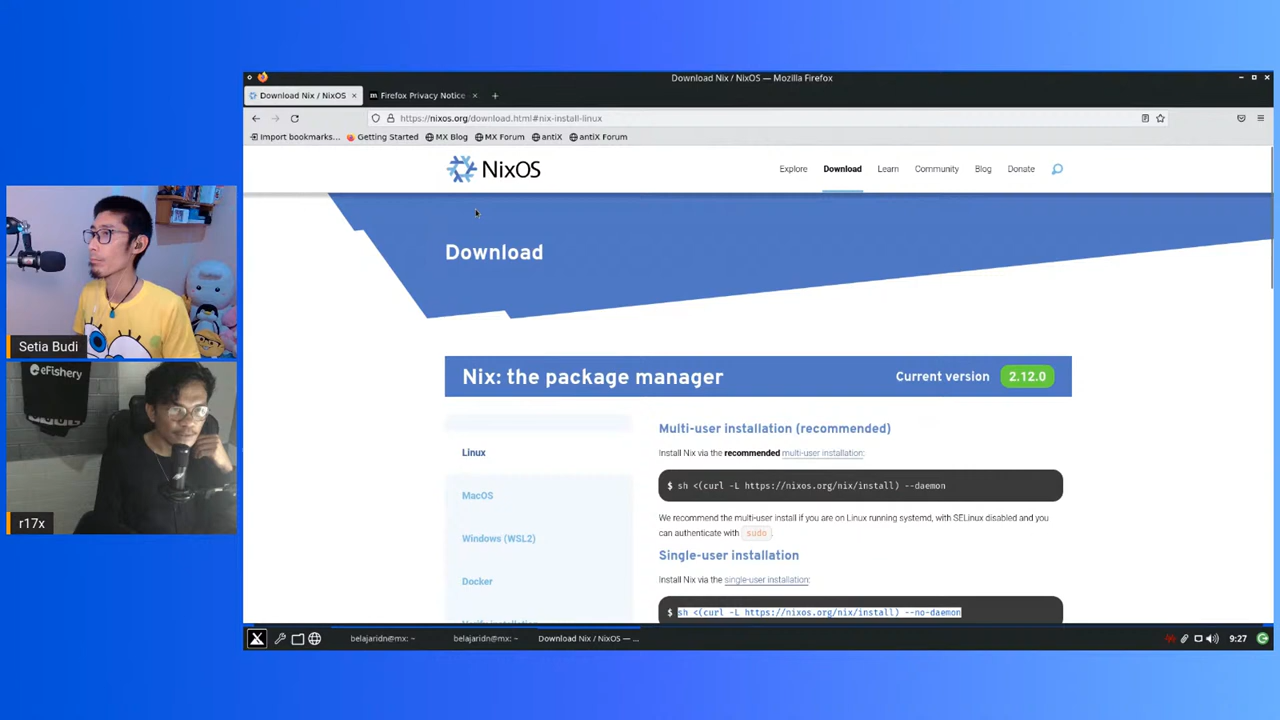 Download Nix / NixOS — Mozilla Firefox
Download Nix / NixOS
Firefox Privacy Notice
https://nixos.org/download.html#nix-install-linux
Import bookmarks...
Getting Started
MX Blog
MX Forum
antiX
antiX Forum
NixOS
Explore
Download
Learn
Community
Blog
Donate
Download
Nix: the package manager
Current version
2.12.0
Linux
MacOS
Windows (WSL2)
Docker
Multi-user installation (recommended)
Install Nix via the recommended multi-user installation:
$ sh <(curl -L https://nixos.org/nix/install) --daemon
We recommend the multi-user install if you are on Linux running systemd, with SELinux disabled and you
can authenticate with sudo.
Single-user installation
Install Nix via the single-user installation:
$ sh <(curl -L https://nixos.org/nix/install) --no-daemon
belajaridn@mx: ~
belajaridn@mx: ~
Download Nix / NixOS — ...
9:27
Setia Budi
eFishery
r17x